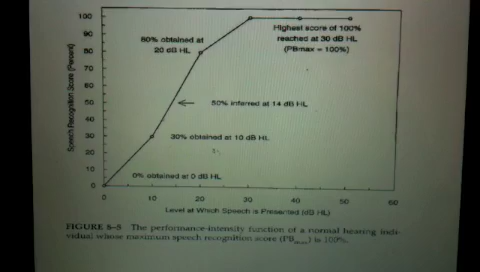 Speech Recognition Score (Percent)
100
90
80
70
60
50
40
30
20
10
0
80% obtained at
20 dB HL
Highest score of 100%
reached at 30 dB HL
(PBmax = 100%)
50% inferred at 14 dB HL
30% obtained at 10 dB HL
0% obtained at 0 dB HL
0 10 20 30 40 50 60
Level at Which Speech is Presented (dB HL)
FIGURE 8–5 The performance-intensity function of a normal hearing indi-
vidual whose maximum speech recognition score (PBmax) is 100%.